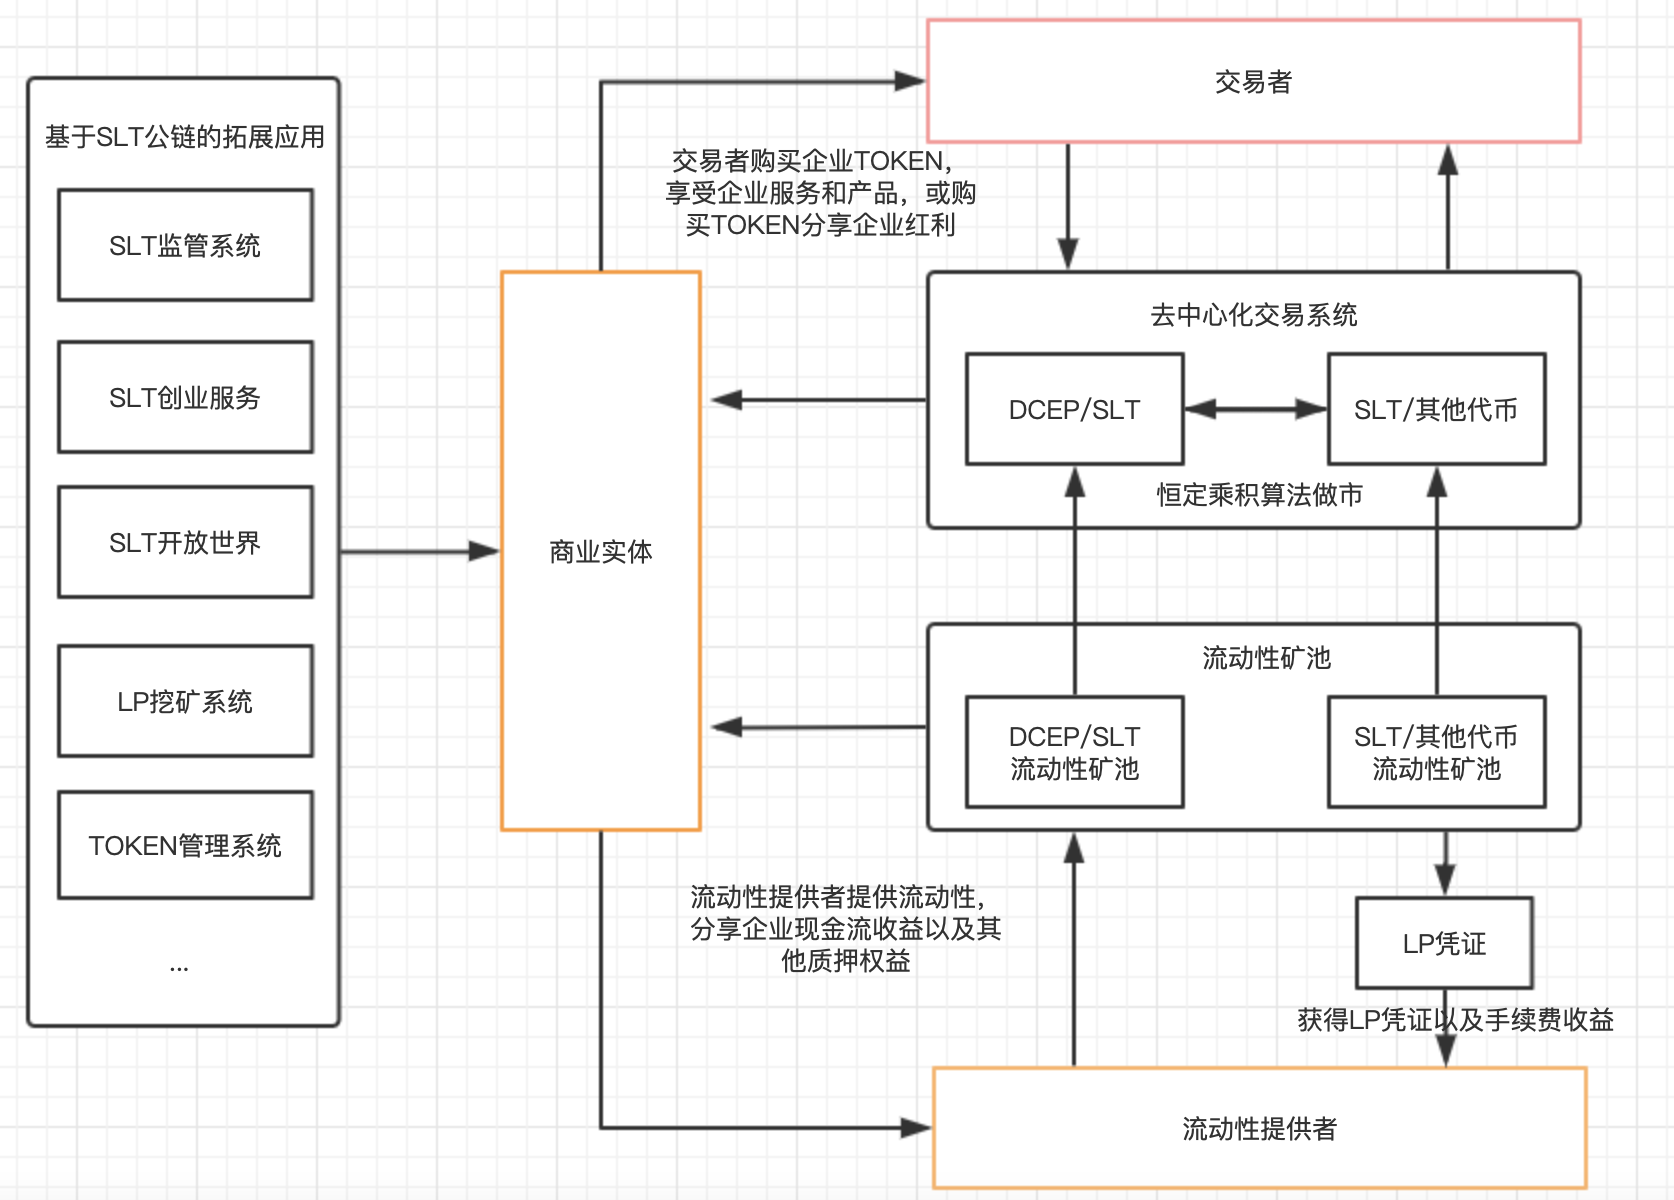 基于SLT公链的拓展应用
SLT监管系统
SLT创业服务
SLT开放世界
LP挖矿系统
TOKEN管理系统
...
商业实体
交易者
交易者购买企业TOKEN，
享受企业服务和产品，或购
买TOKEN分享企业红利
去中心化交易系统
DCEP/SLT
SLT/其他代币
恒定乘积算法做市
流动性矿池
DCEP/SLT
流动性矿池
SLT/其他代币
流动性矿池
流动性提供者提供流动性，
分享企业现金流收益以及其
他质押权益
LP凭证
获得LP凭证以及手续费收益
流动性提供者